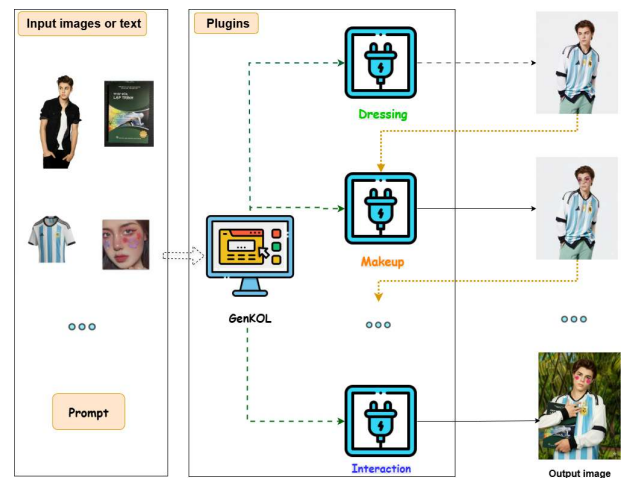 Input images or text
Plugins
Dressing
Makeup
GenKOL
Prompt
Interaction
Output image